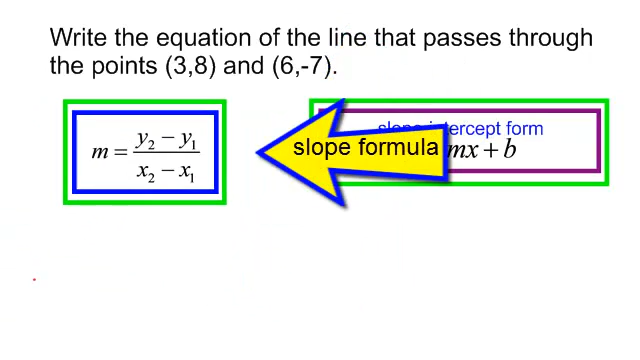 Write the equation of the line that passes through
the points (3,8) and (6,-7).
m = (y₂ − y₁)/(x₂ − x₁)
slope intercept form
slope formula
mx + b